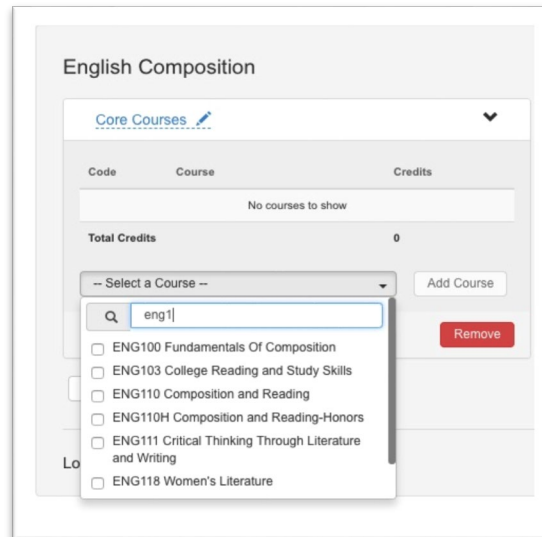 English Composition
Core Courses
Code Course Credits
No courses to show
Total Credits 0
-- Select a Course -- Add Course
eng1
Remove
ENG100 Fundamentals Of Composition
ENG103 College Reading and Study Skills
ENG110 Composition and Reading
ENG110H Composition and Reading-Honors
ENG111 Critical Thinking Through Literature
and Writing
Lo
ENG118 Women's Literature